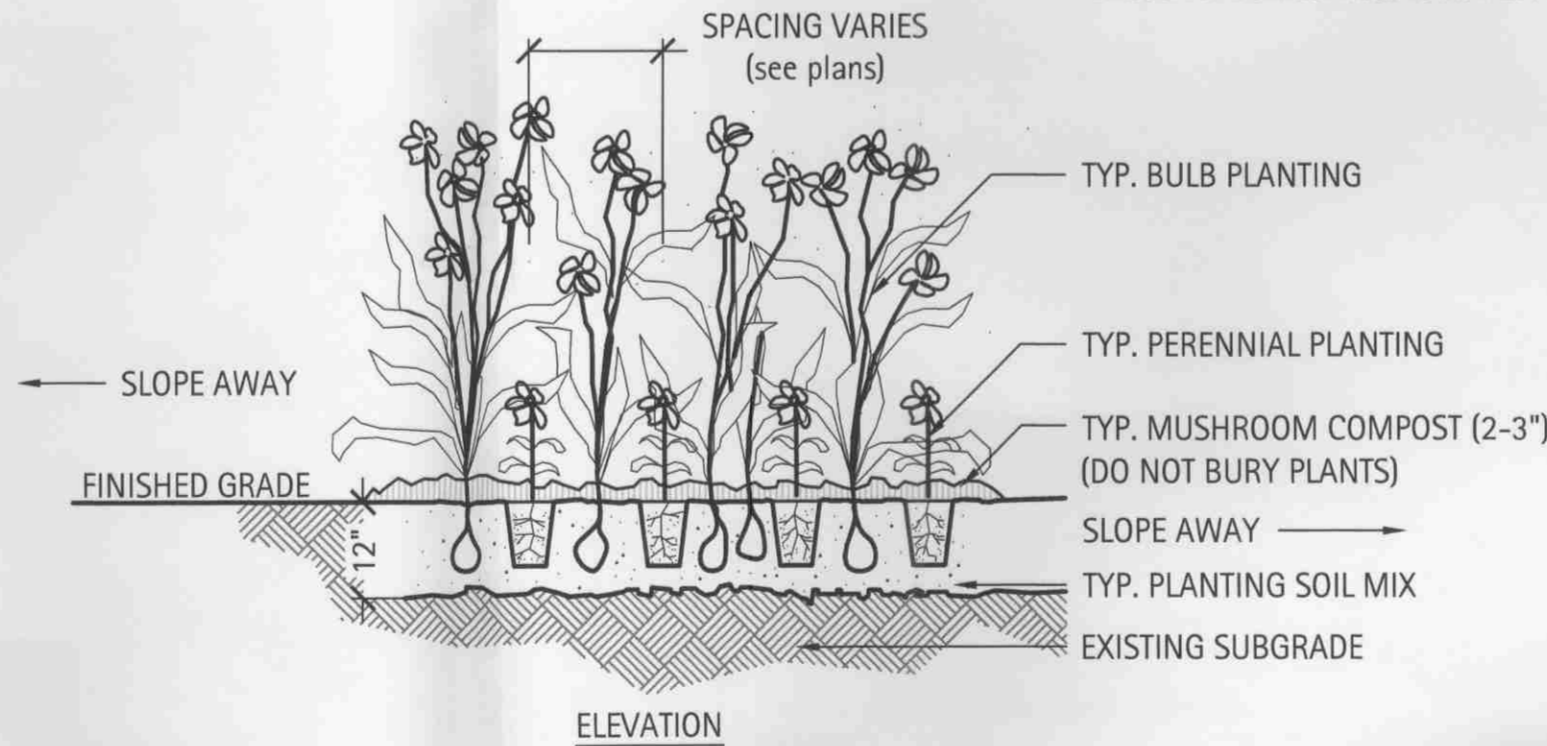 SPACING VARIES
(see plans)
TYP. BULB PLANTING
TYP. PERENNIAL PLANTING
SLOPE AWAY
TYP. MUSHROOM COMPOST (2-3")
(DO NOT BURY PLANTS)
FINISHED GRADE
SLOPE AWAY
12"
TYP. PLANTING SOIL MIX
EXISTING SUBGRADE
ELEVATION